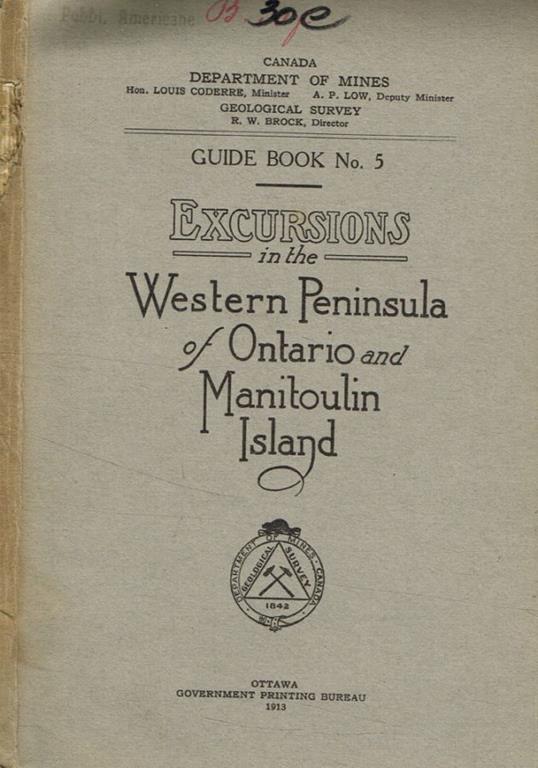 Pubbl. Americane
B 30e
CANADA
DEPARTMENT OF MINES
Hon. LOUIS CODERRE, Minister A. P. LOW, Deputy Minister
GEOLOGICAL SURVEY
R. W. BROCK, Director
GUIDE BOOK No. 5
EXCURSIONS
in the
Western Peninsula
of Ontario and
Manitoulin
Island
DEPARTMENT OF MINES · CANADA
GEOLOGICAL SURVEY
1842
OTTAWA
GOVERNMENT PRINTING BUREAU
1913